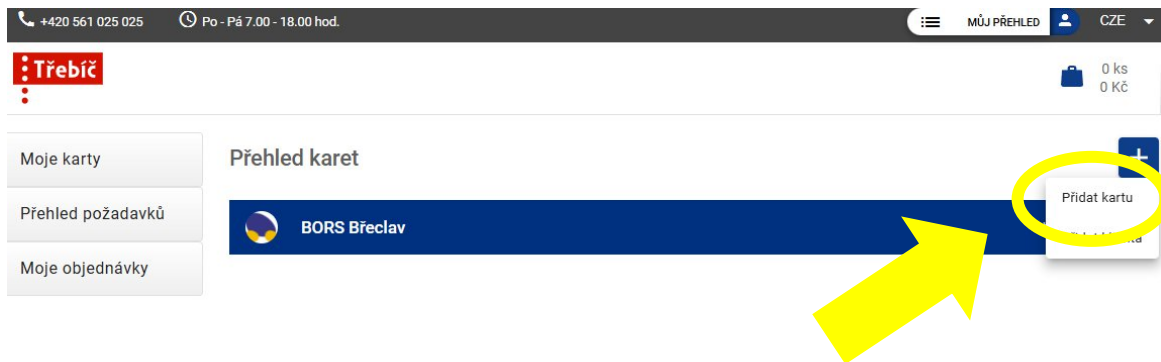 +420 561 025 025 Po - Pá 7.00 - 18.00 hod. MŮJ PŘEHLED CZE
Třebíč
0 ks
0 Kč
Moje karty
Přehled karet
Přidat kartu
Přehled požadavků
BORS Břeclav
Moje objednávky